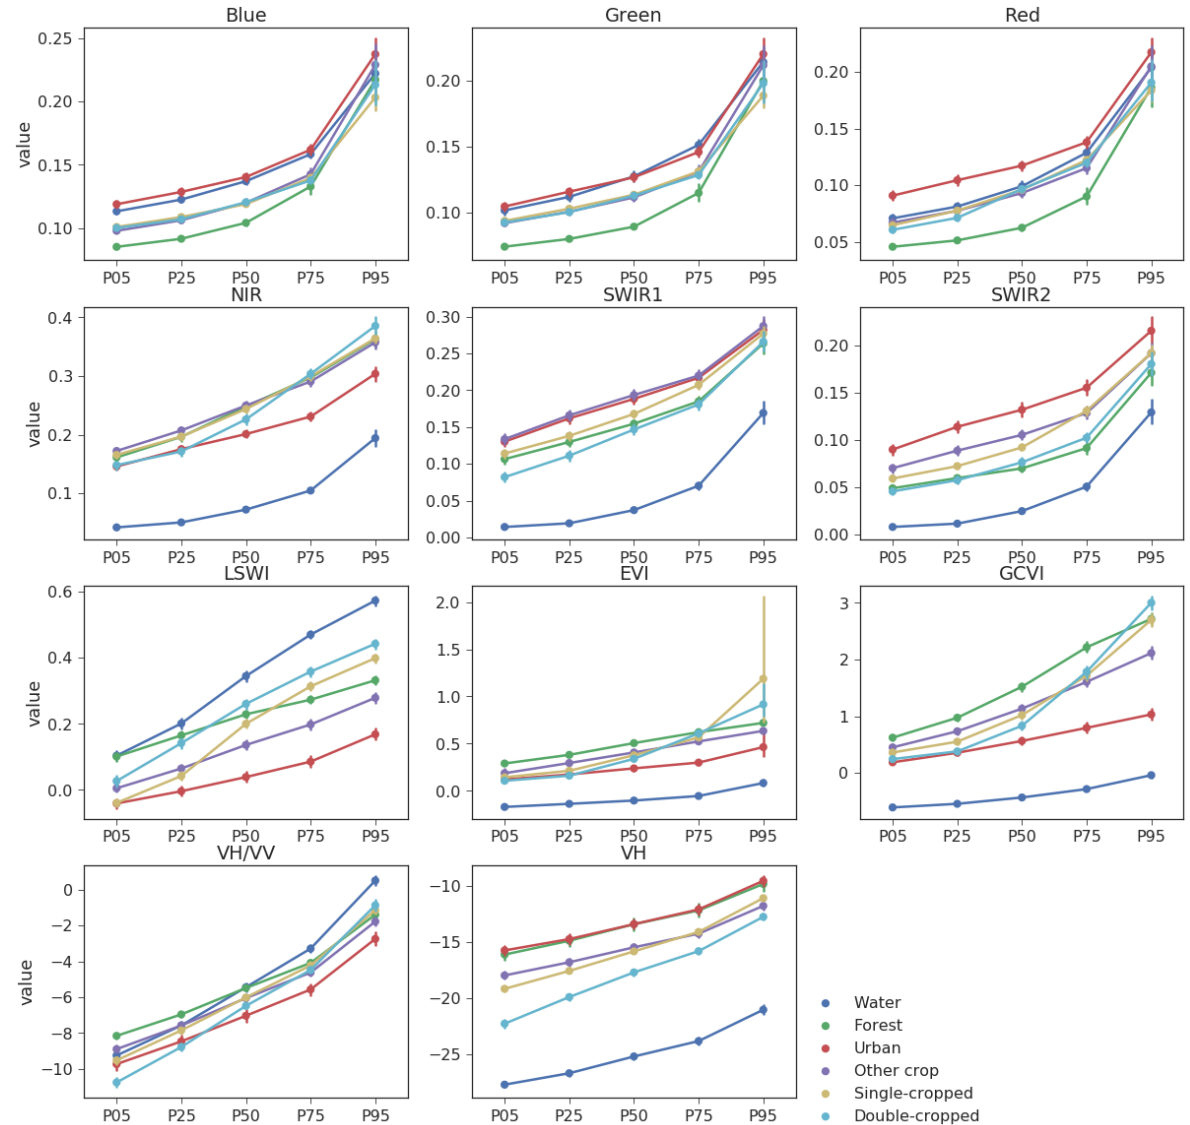 Blue
Green
Red
value
0.25
0.20
0.15
0.10
0.20
0.15
0.10
0.20
0.15
0.10
0.05
P05 P25 P50 P75 P95
P05 P25 P50 P75 P95
P05 P25 P50 P75 P95
NIR
SWIR1
SWIR2
value
0.4
0.3
0.2
0.1
0.30
0.25
0.20
0.15
0.10
0.05
0.00
0.20
0.15
0.10
0.05
0.00
P05 P25 P50 P75 P95
P05 P25 P50 P75 P95
P05 P25 P50 P75 P95
LSWI
EVI
GCVI
value
0.6
0.4
0.2
0.0
2.0
1.5
1.0
0.5
0.0
3
2
1
0
P05 P25 P50 P75 P95
P05 P25 P50 P75 P95
P05 P25 P50 P75 P95
VH/VV
VH
value
0
−2
−4
−6
−8
−10
−10
−15
−20
−25
P05 P25 P50 P75 P95
P05 P25 P50 P75 P95
Water
Forest
Urban
Other crop
Single-cropped
Double-cropped